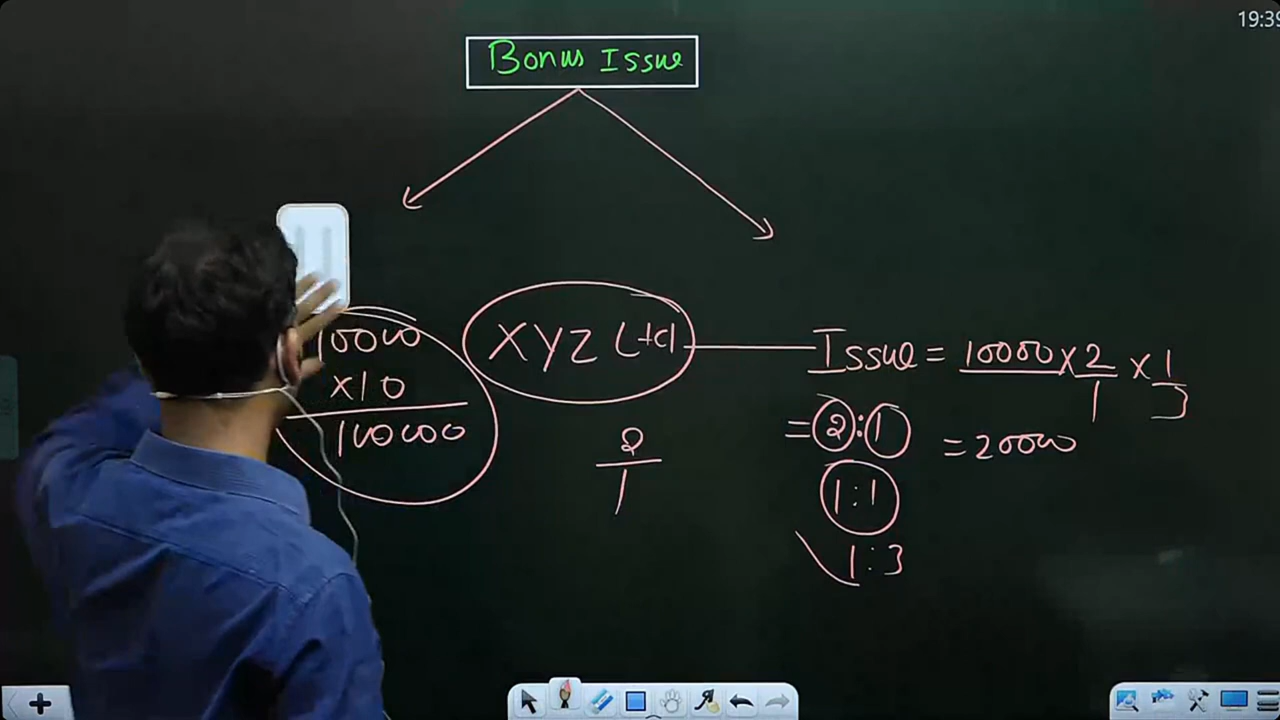 19:39
Bonus Issue
10000
x10
100000
XYZ Ltd
2
1
Issue = 10000 x 2/1 x 1/3
= 2:1
= 20000
1:1
1:3